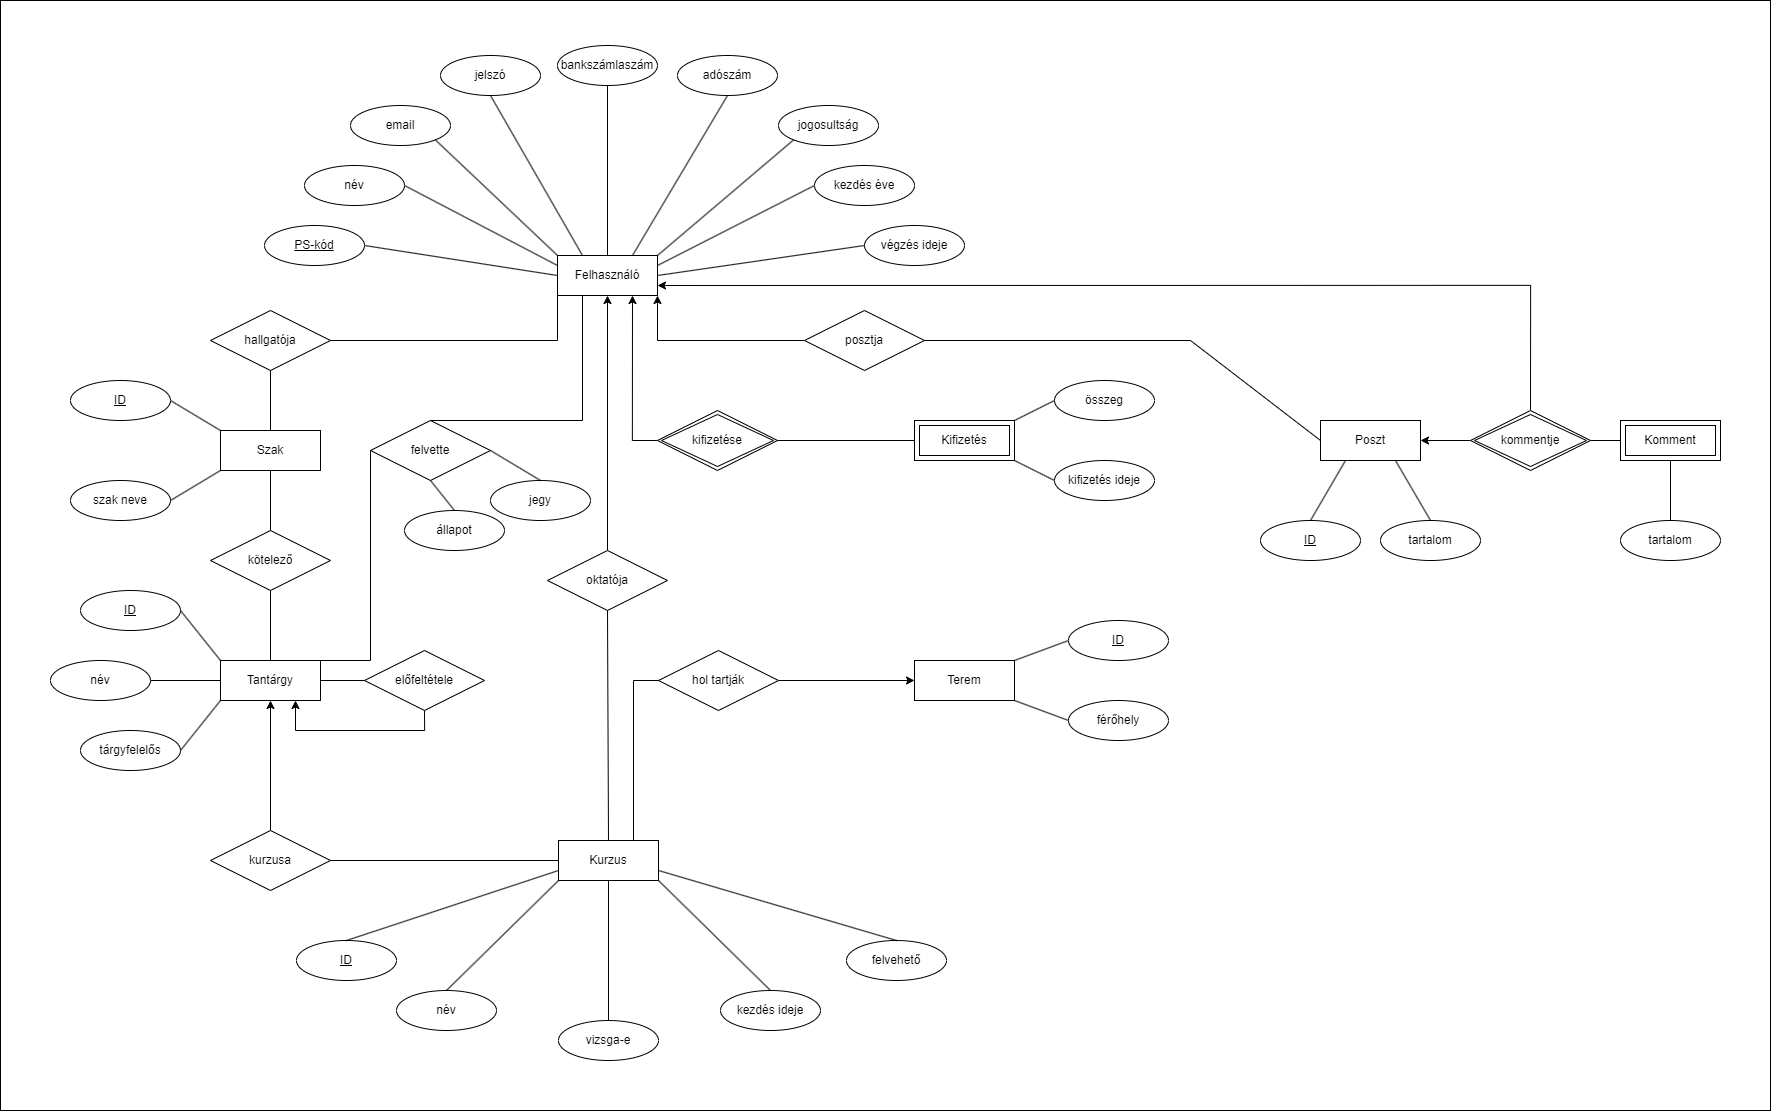 bankszámlaszám
jelszó
adószám
email
jogosultság
név
kezdés éve
PS-kód
végzés ideje
Felhasználó
hallgatója
posztja
ID
összeg
Szak
felvette
kifizetése
Kifizetés
Poszt
kommentje
Komment
szak neve
jegy
kifizetés ideje
állapot
ID
tartalom
tartalom
kötelező
oktatója
ID
ID
név
Tantárgy
előfeltétele
hol tartják
Terem
férőhely
tárgyfelelős
kurzusa
Kurzus
ID
felvehető
név
kezdés ideje
vizsga-e